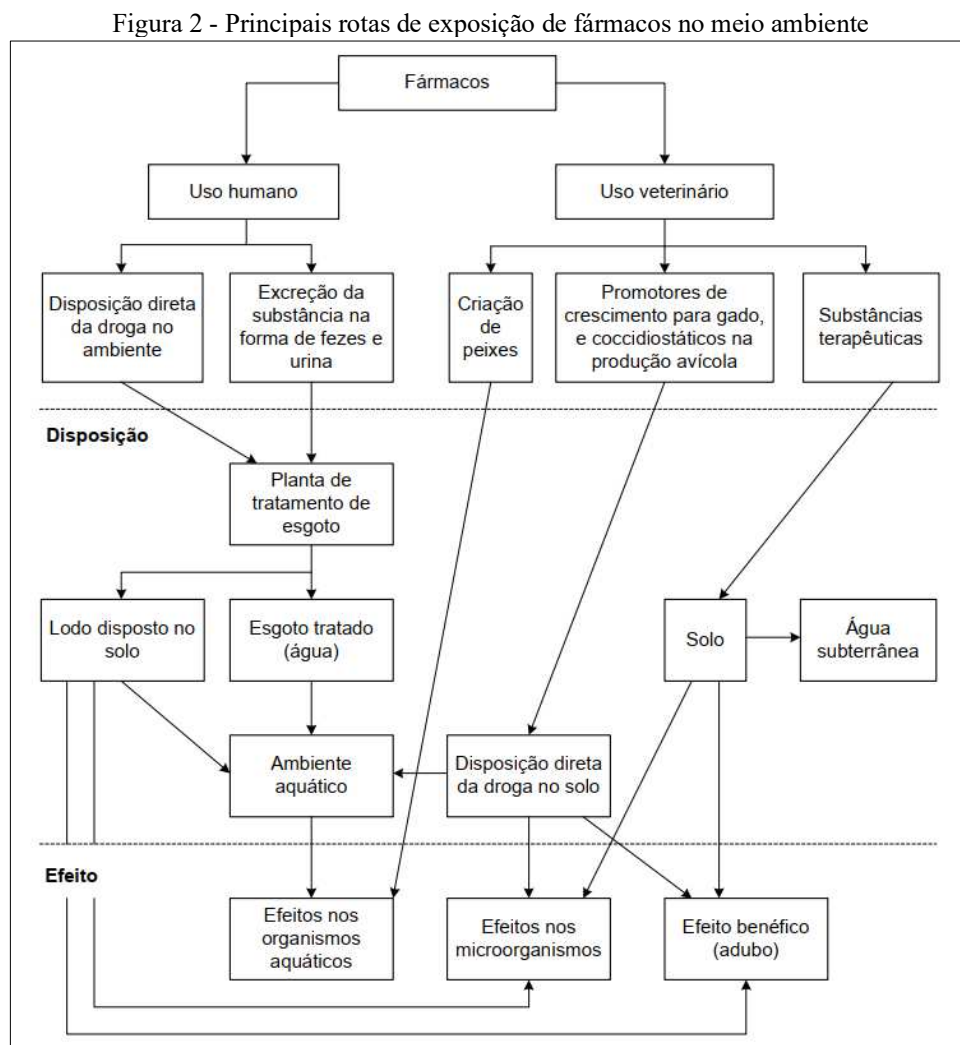 Figura 2 - Principais rotas de exposição de fármacos no meio ambiente
Fármacos
Uso humano
Uso veterinário
Disposição direta
da droga no
ambiente
Excreção da
substância na
forma de fezes e
urina
Criação
de
peixes
Promotores de
crescimento para gado,
e coccidiostáticos na
produção avícola
Substâncias
terapêuticas
Disposição
Planta de
tratamento de
esgoto
Lodo disposto no
solo
Esgoto tratado
(água)
Solo
Água
subterrânea
Ambiente
aquático
Disposição direta
da droga no solo
Efeito
Efeitos nos
organismos
aquáticos
Efeitos nos
microorganismos
Efeito benéfico
(adubo)